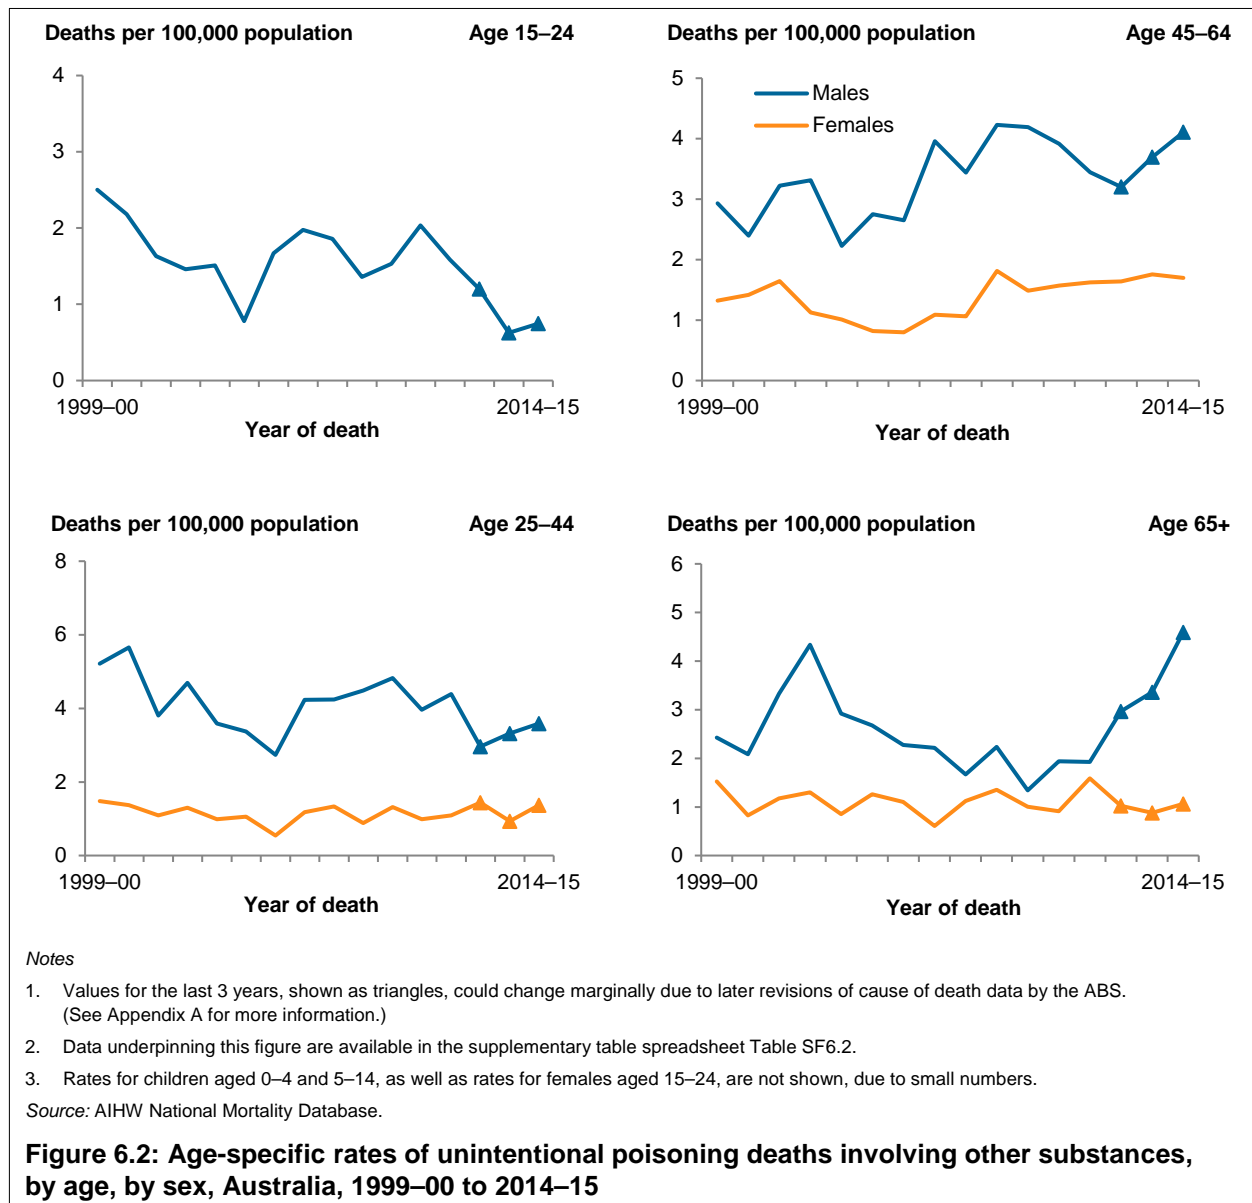 Deaths per 100,000 population Age 15–24
4
3
2
1
0
1999–00 2014–15
Year of death
Deaths per 100,000 population Age 45–64
5
4
3
2
1
0
Males
Females
1999–00 2014–15
Year of death
Deaths per 100,000 population Age 25–44
8
6
4
2
0
1999–00 2014–15
Year of death
Deaths per 100,000 population Age 65+
6
5
4
3
2
1
0
1999–00 2014–15
Year of death
Notes
1. Values for the last 3 years, shown as triangles, could change marginally due to later revisions of cause of death data by the ABS.
(See Appendix A for more information.)
2. Data underpinning this figure are available in the supplementary table spreadsheet Table SF6.2.
3. Rates for children aged 0–4 and 5–14, as well as rates for females aged 15–24, are not shown, due to small numbers.
Source: AIHW National Mortality Database.
Figure 6.2: Age-specific rates of unintentional poisoning deaths involving other substances,
by age, by sex, Australia, 1999–00 to 2014–15